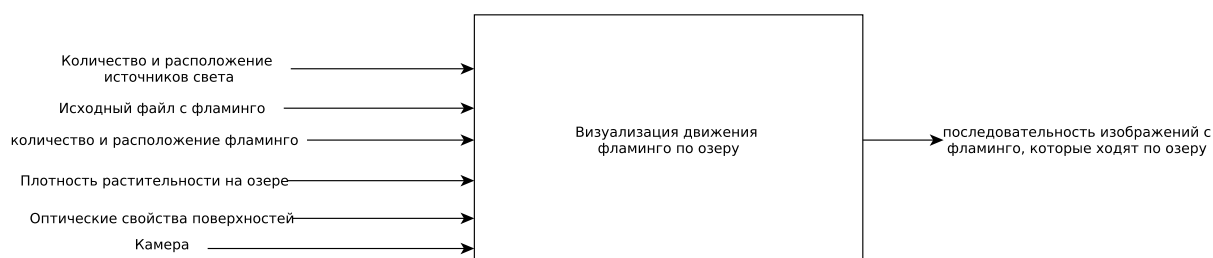 Количество и расположение
источников света
Исходный файл с фламинго
количество и расположение фламинго
Плотность растительности на озере
Оптические свойства поверхностей
Камера
Визуализация движения
фламинго по озеру
последовательность изображений с
фламинго, которые ходят по озеру